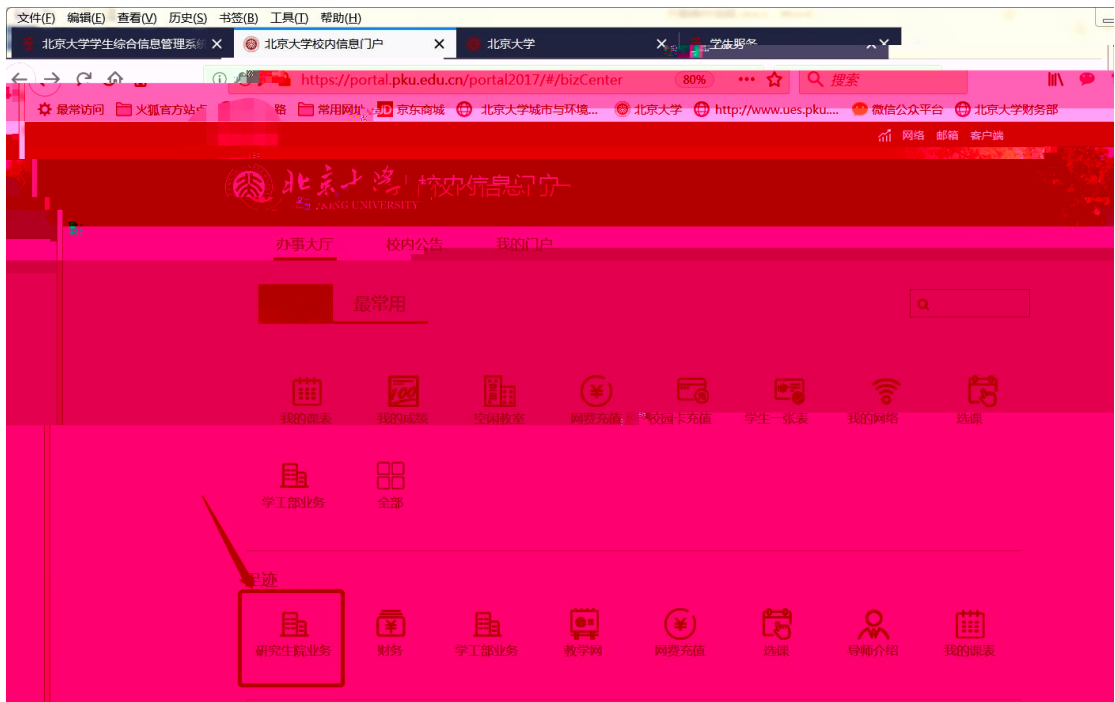 文件(F) 编辑(E) 查看(V) 历史(S) 书签(B) 工具(T) 帮助(H)
北京大学学生综合信息管理系统 北京大学校内信息门户 北京大学
https://portal.pku.edu.cn/portal2017/#/bizCenter 80% 搜索
最常访问 火狐官方站点 常用网址 JD 京东商城 北京大学城市与环境... 北京大学 http://www.ues.pku.... 微信公众平台 北京大学财务部
网络 邮箱 客户端
北京大学 校内信息门户
UNIVERSITY
办事大厅 校内公告 我的门户
最常用
我的课表 我的成绩 空闲教室 网费充值 校园卡充值 学生一张表 我的网络 选课
学工部业务 全部
足迹
研究生院业务 财务 学工部业务 教学网 网费充值 选课 导师介绍 我的课表